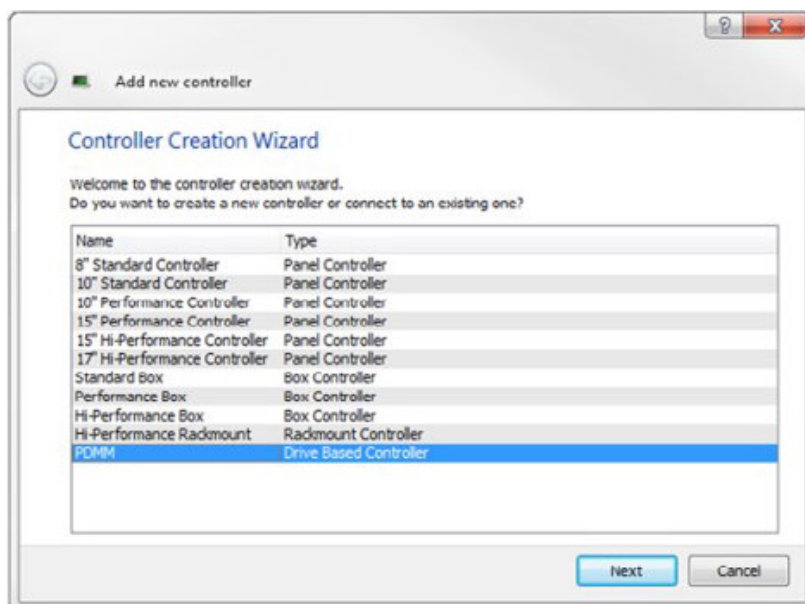 Add new controller
Controller Creation Wizard
Welcome to the controller creation wizard.
Do you want to create a new controller or connect to an existing one?
Name Type
8" Standard Controller Panel Controller
10" Standard Controller Panel Controller
10" Performance Controller Panel Controller
15" Performance Controller Panel Controller
15" Hi-Performance Controller Panel Controller
17" Hi-Performance Controller Panel Controller
Standard Box Box Controller
Performance Box Box Controller
Hi-Performance Box Box Controller
Hi-Performance Rackmount Rackmount Controller
PDMM Drive Based Controller
Next Cancel